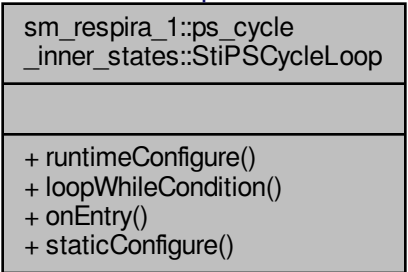 sm_respira_1::ps_cycle
_inner_states::StiPSCycleLoop
+ runtimeConfigure()
+ loopWhileCondition()
+ onEntry()
+ staticConfigure()